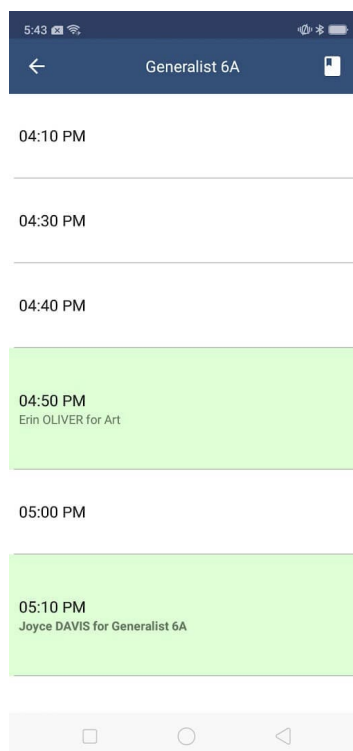 5:43
Generalist 6A
04:10 PM
04:30 PM
04:40 PM
04:50 PM
Erin OLIVER for Art
05:00 PM
05:10 PM
Joyce DAVIS for Generalist 6A